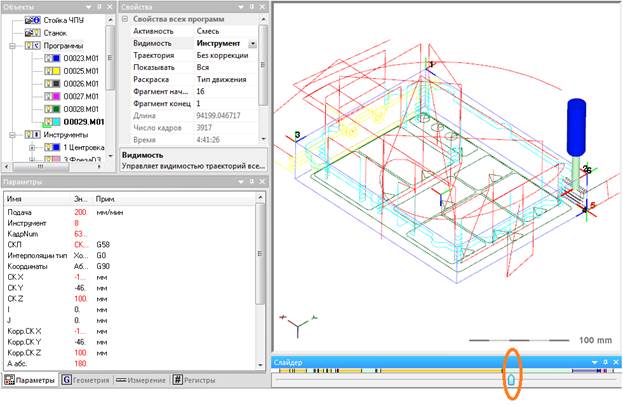 Объекты
Стойка ЧПУ
Станок
Программы
O0023.M01
O0025.M01
O0026.M01
O0027.M01
O0028.M01
O0029.M01
Инструменты
1 Центровка
3 ФрезаD3
Свойства
Свойства всех программ
Активность Смесь
Видимость Инструмент
Траектория Без коррекции
Показывать Вся
Раскраска Тип движения
Фрагмент нач... 16
Фрагмент конец 1
Длина 94199.046717
Число кадров 3917
Время 4:41:26
Видимость
Управляет видимостью траекторий все...
Параметры
Имя Зн... Прим.
Подача 200. мм/мин
Инструмент 8
КадрNum 63...
СКП СК... G58
Интерполяции тип Хо... G0
Координаты Аб... G90
СК X -1... мм
СК Y -46. мм
СК Z 100. мм
I 0. мм
J 0. мм
Корр.СК X -1... мм
Корр.СК Y -46. мм
Корр.СК Z 100. мм
A абс. 180.
Параметры
G Геометрия
Измерение
# Регистры
1
3
5
100 mm
Слайдер